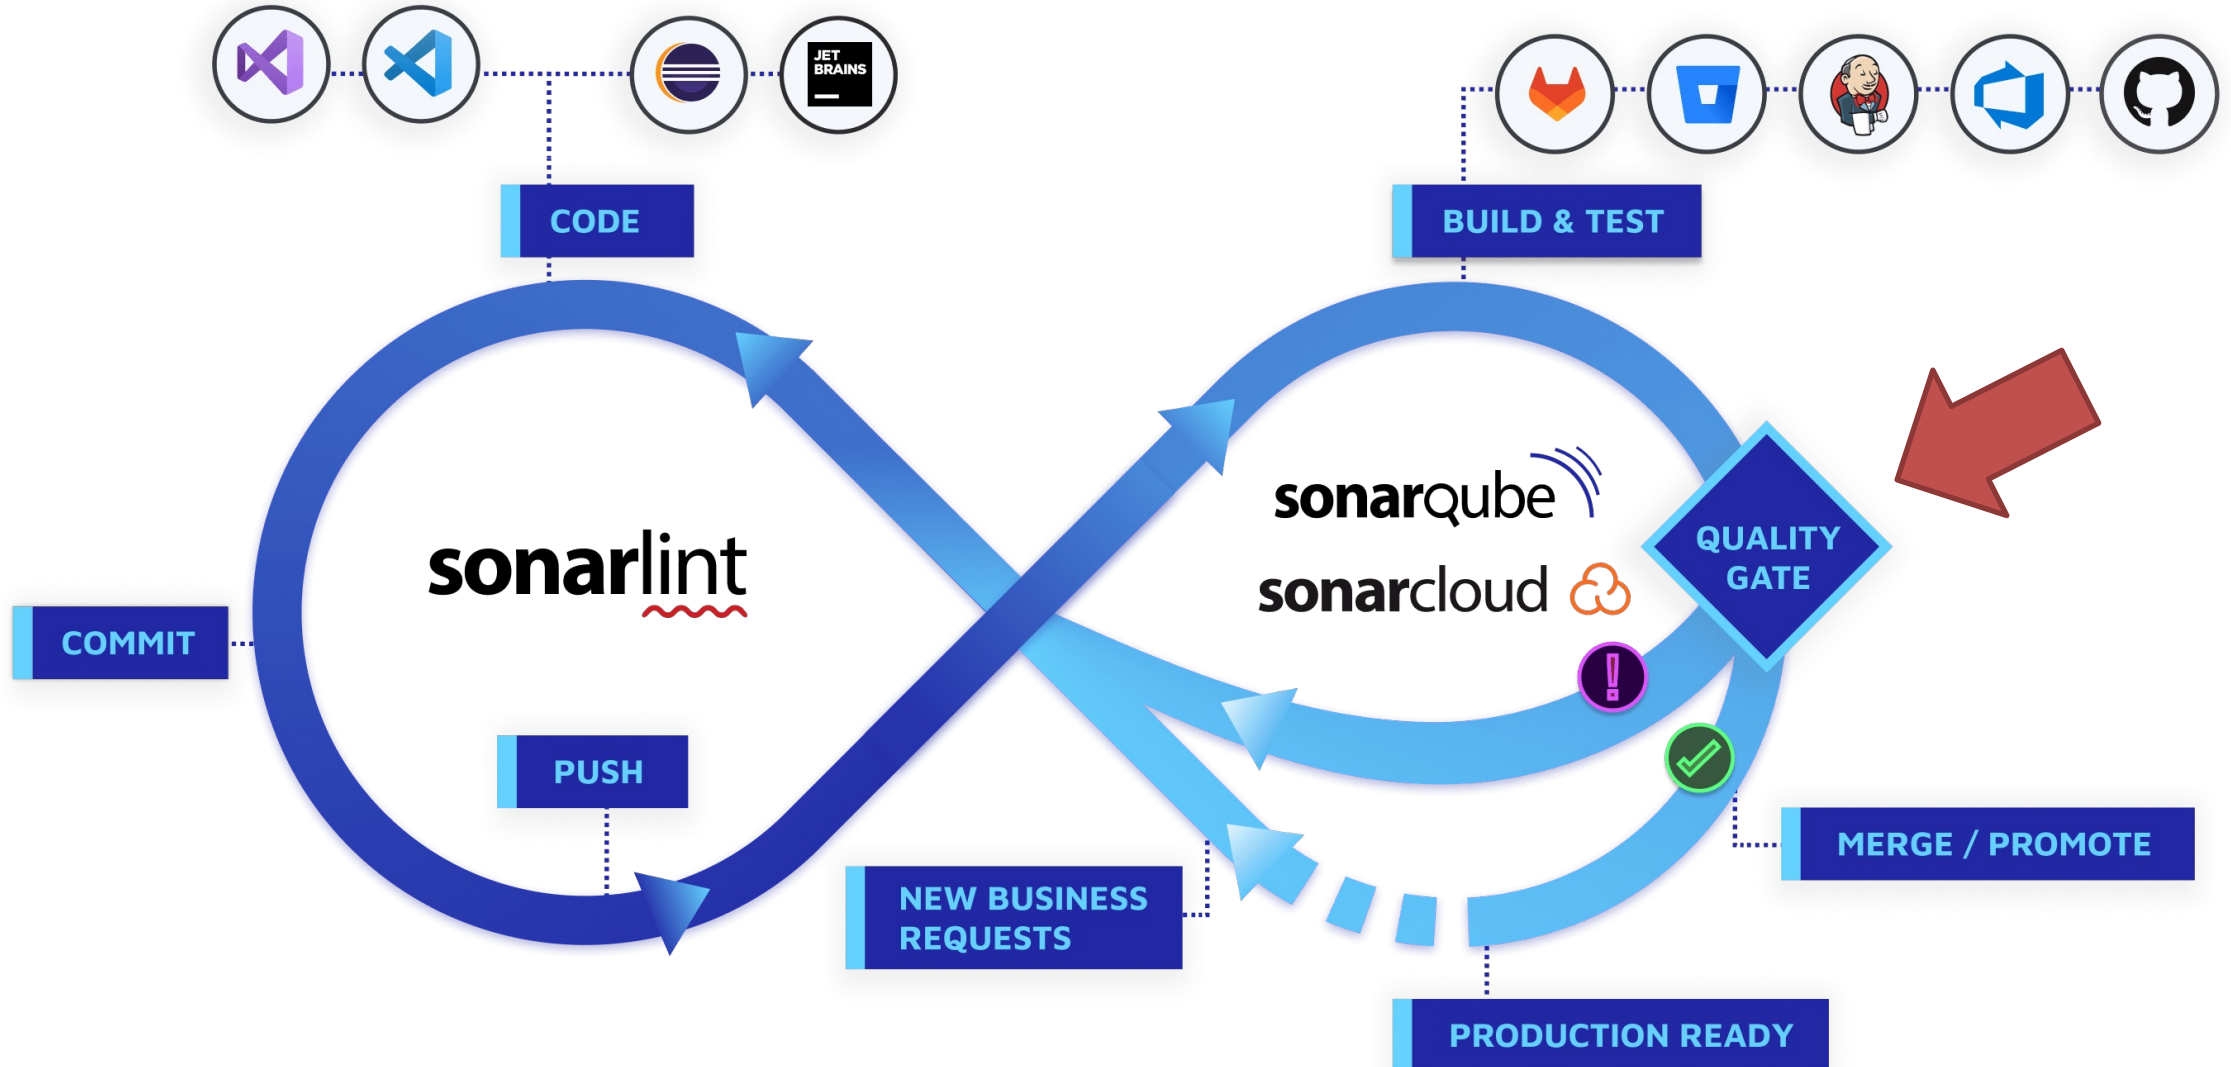 JET
BRAINS
CODE
BUILD & TEST
sonarqube
sonarcloud
QUALITY
GATE
sonarlint
COMMIT
PUSH
MERGE / PROMOTE
NEW BUSINESS
REQUESTS
PRODUCTION READY